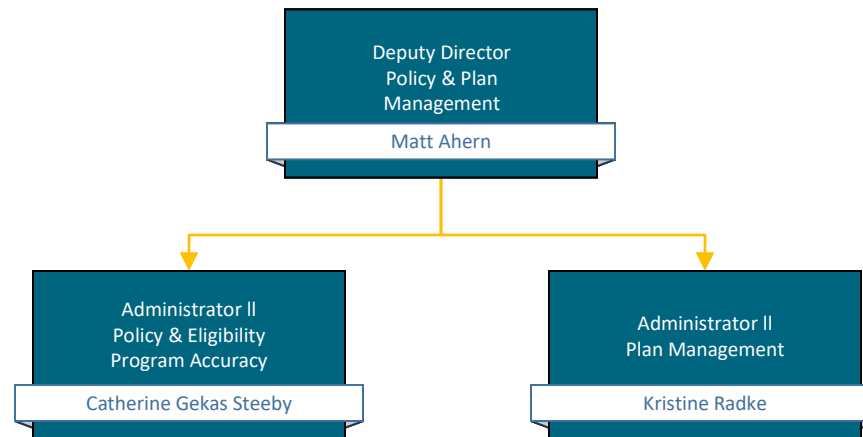 Deputy Director
Policy & Plan
Management
Matt Ahern
Administrator ll
Policy & Eligibility
Program Accuracy
Catherine Gekas Steeby
Administrator ll
Plan Management
Kristine Radke